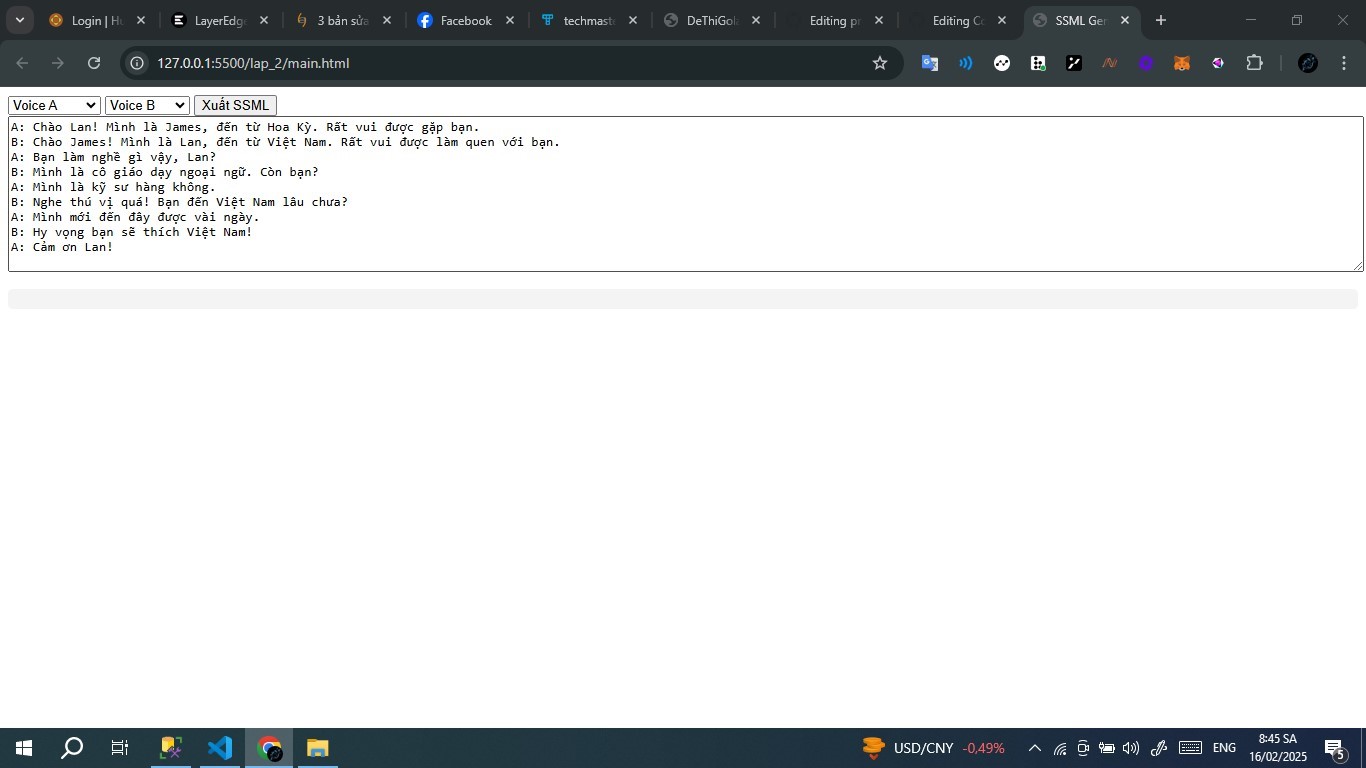 Login | Hu
LayerEdge
3 bản sửa
Facebook
techmaste
DeThiGola
Editing pr
Editing Co
SSML Gen
127.0.0.1:5500/lap_2/main.html
Voice A
Voice B
Xuất SSML
A: Chào Lan! Mình là James, đến từ Hoa Kỳ. Rất vui được gặp bạn.
B: Chào James! Mình là Lan, đến từ Việt Nam. Rất vui được làm quen với bạn.
A: Bạn làm nghề gì vậy, Lan?
B: Mình là cô giáo dạy ngoại ngữ. Còn bạn?
A: Mình là kỹ sư hàng không.
B: Nghe thú vị quá! Bạn đến Việt Nam lâu chưa?
A: Mình mới đến đây được vài ngày.
B: Hy vọng bạn sẽ thích Việt Nam!
A: Cảm ơn Lan!
USD/CNY -0,49%
ENG
8:45 SA
16/02/2025
5